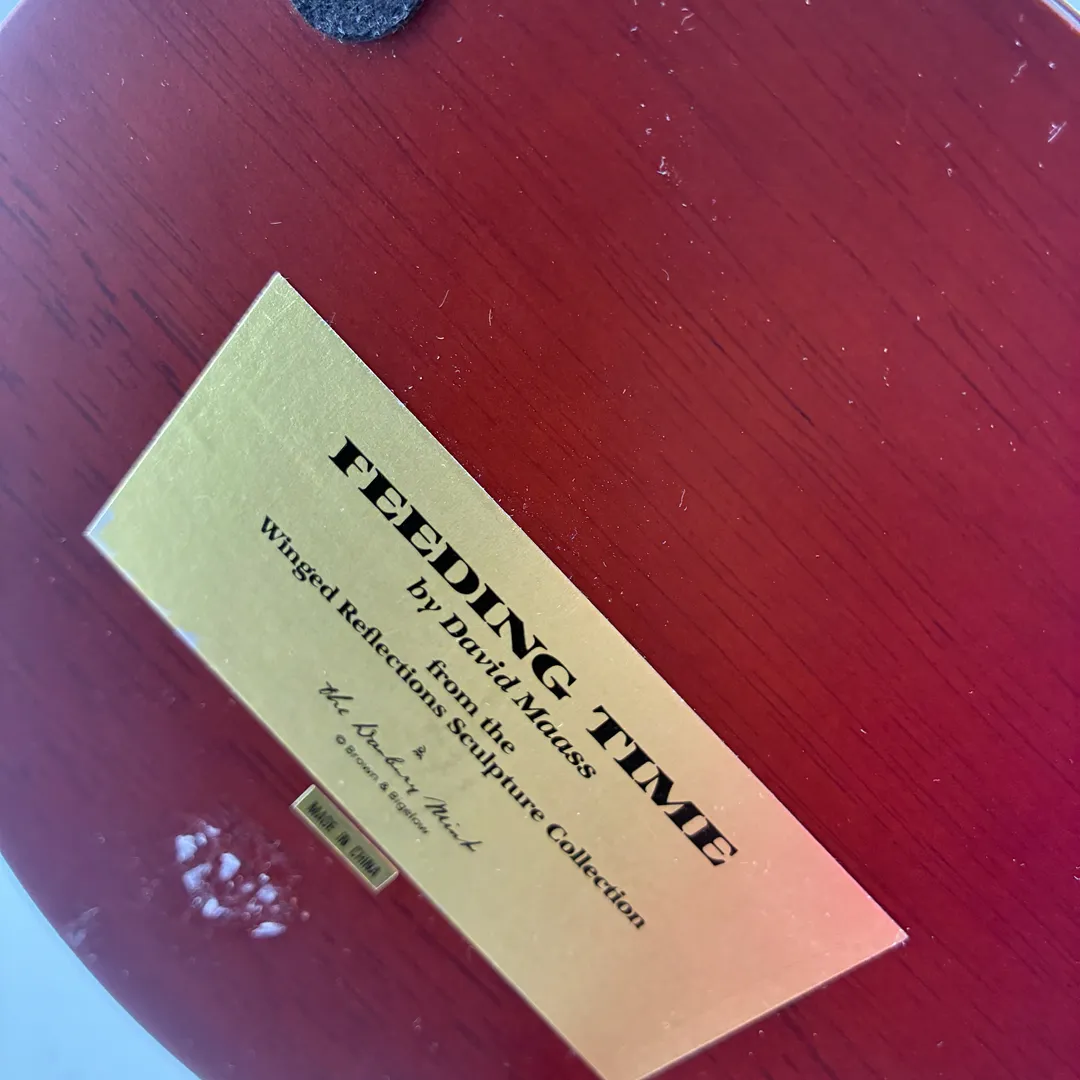 FEEDING TIME
by David Maass
from the
Winged Reflections Sculpture Collection
the Danbury Mint
© Brown & Bigelow
MADE IN CHINA